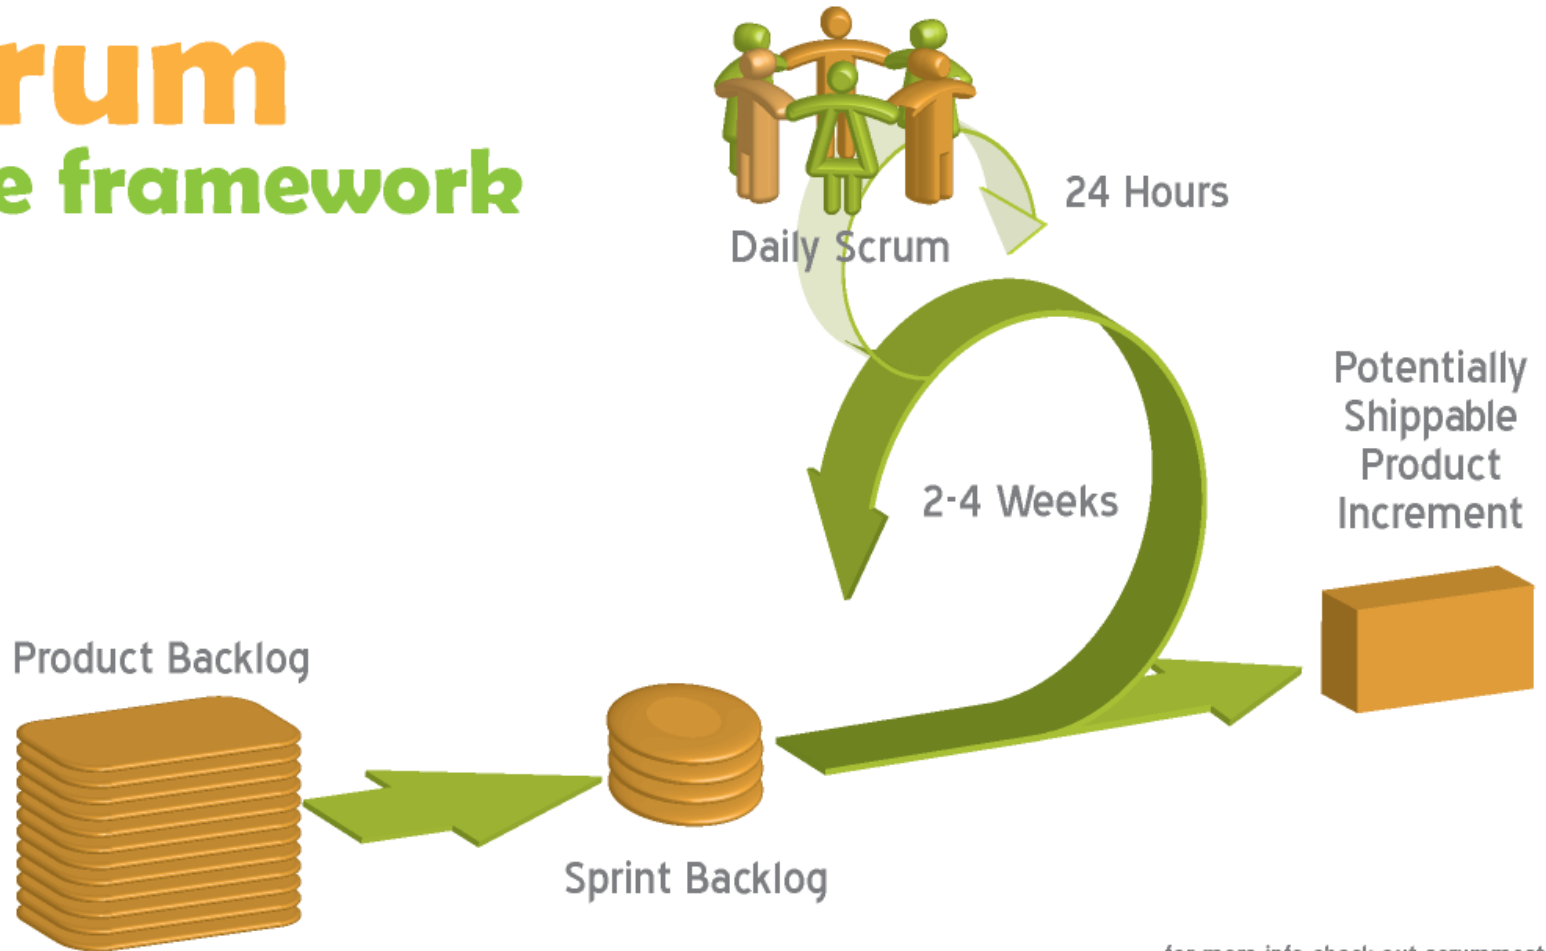 rum
e framework
24 Hours
Daily Scrum
Potentially
Shippable
Product
Increment
2-4 Weeks
Product Backlog
Sprint Backlog